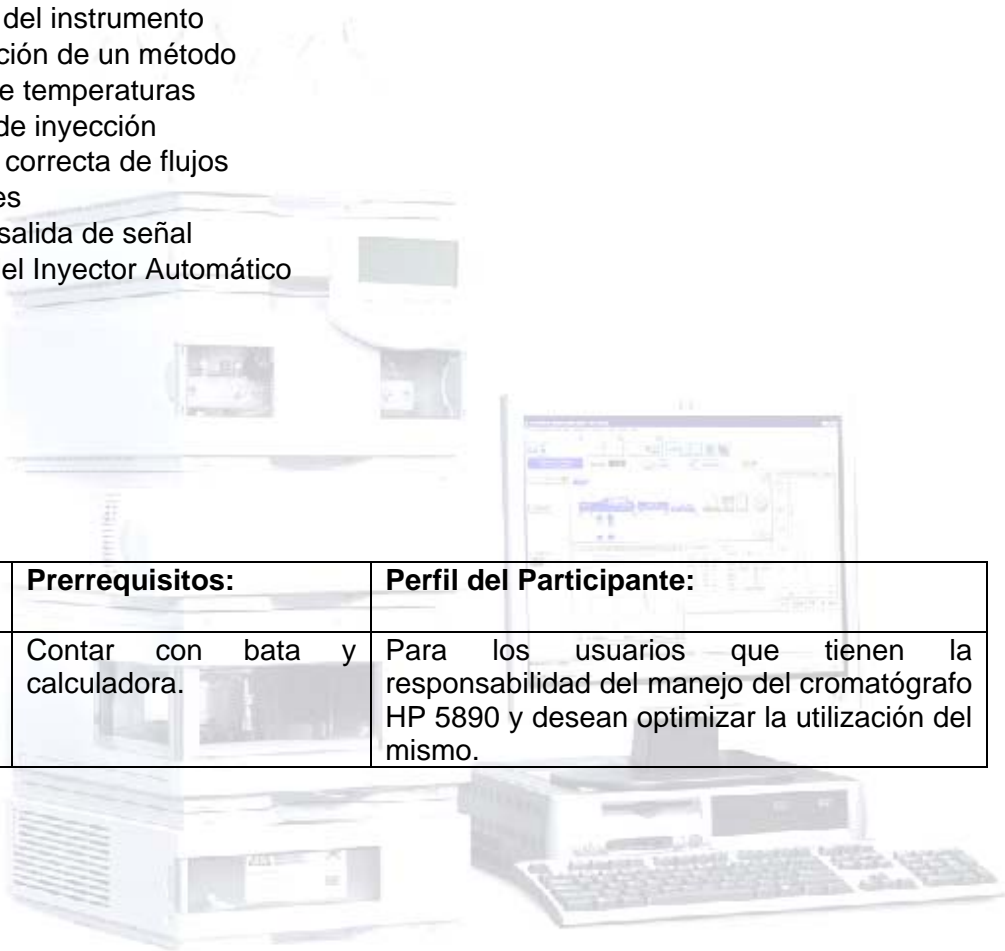 del instrumento
ción de un método
e temperaturas
de inyección
correcta de flujos
es
salida de señal
el Inyector Automático
Prerrequisitos:
Perfil del Participante:
Contar con bata y
calculadora.
Para los usuarios que tienen la
responsabilidad del manejo del cromatógrafo
HP 5890 y desean optimizar la utilización del
mismo.